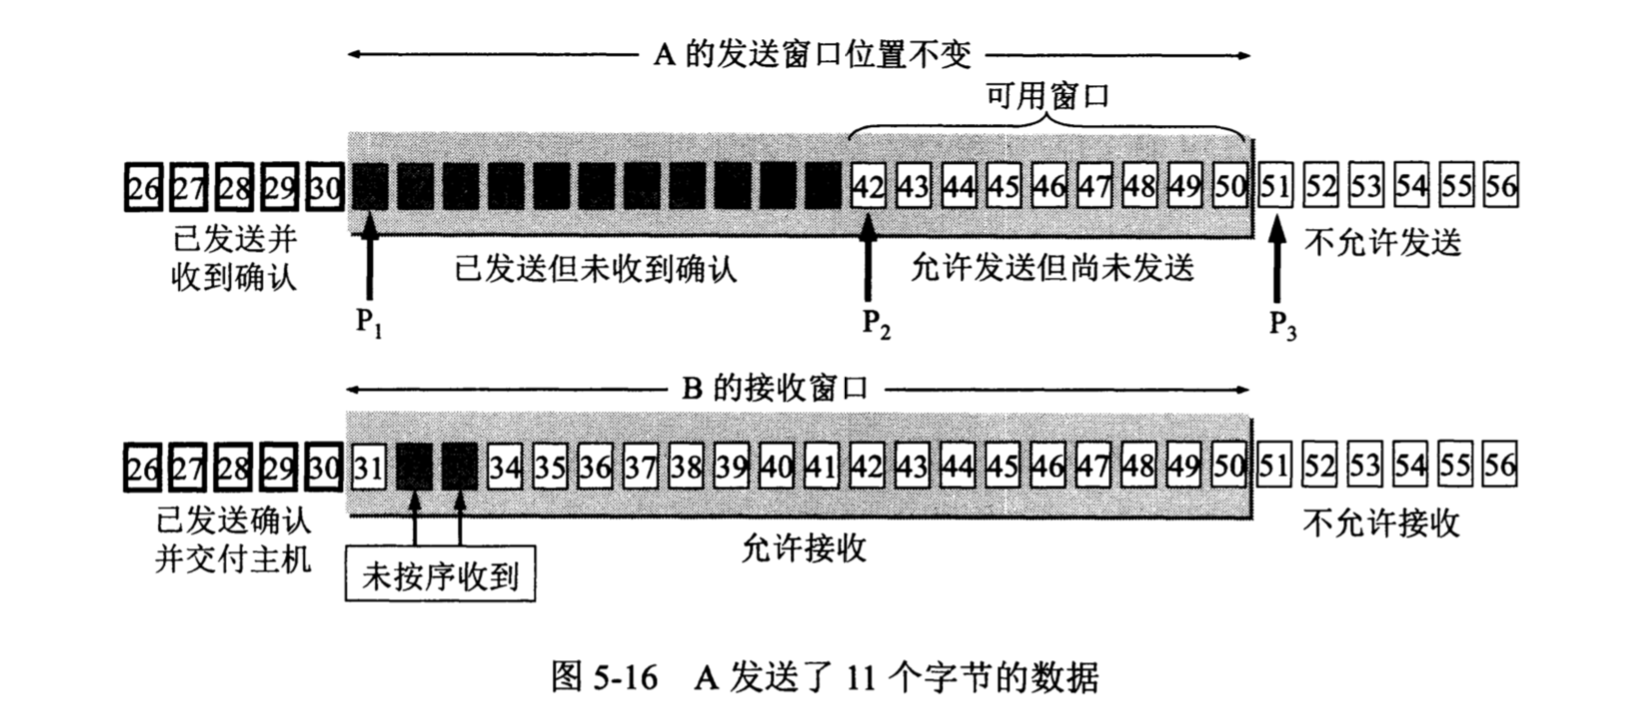 A 的发送窗口位置不变
可用窗口
26 27 28 29 30 42 43 44 45 46 47 48 49 50 51 52 53 54 55 56
已发送并
收到确认
已发送但未收到确认
允许发送但尚未发送
不允许发送
P₁
P₂
P₃
B 的接收窗口
26 27 28 29 30 31 34 35 36 37 38 39 40 41 42 43 44 45 46 47 48 49 50 51 52 53 54 55 56
已发送确认
并交付主机
未按序收到
允许接收
不允许接收
图 5-16 A 发送了 11 个字节的数据